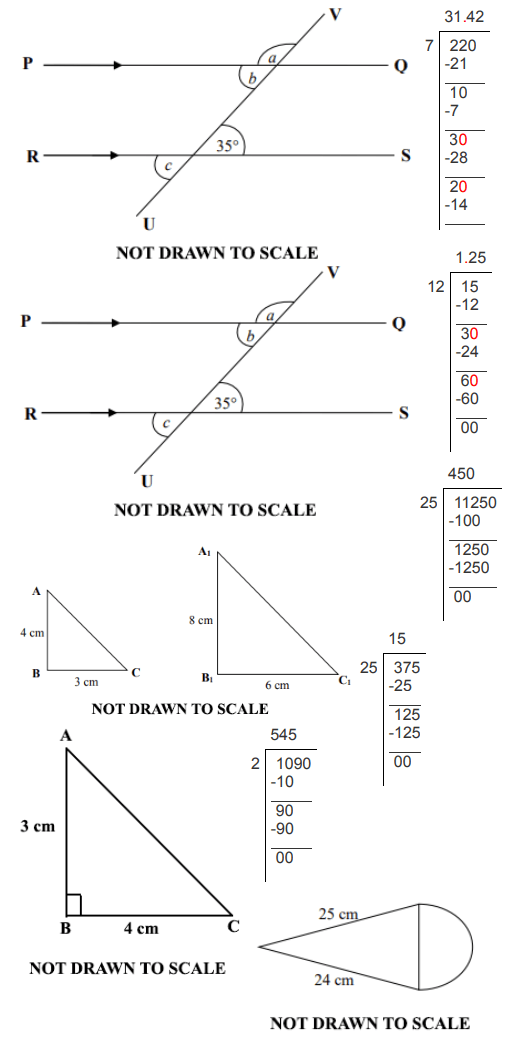 V
P
a
b
Q
R
35°
c
S
U
NOT DRAWN TO SCALE
31.42
7 220
-21
10
-7
30
-28
20
-14
V
P
a
b
Q
R
35°
c
S
U
NOT DRAWN TO SCALE
1.25
12 15
-12
30
-24
60
-60
00
450
25 11250
-100
1250
-1250
00
A
4 cm
B
3 cm
C
A1
8 cm
B1
6 cm
C1
NOT DRAWN TO SCALE
15
25 375
-25
125
-125
00
A
3 cm
B
4 cm
C
NOT DRAWN TO SCALE
545
2 1090
-10
90
-90
00
25 cm
24 cm
NOT DRAWN TO SCALE